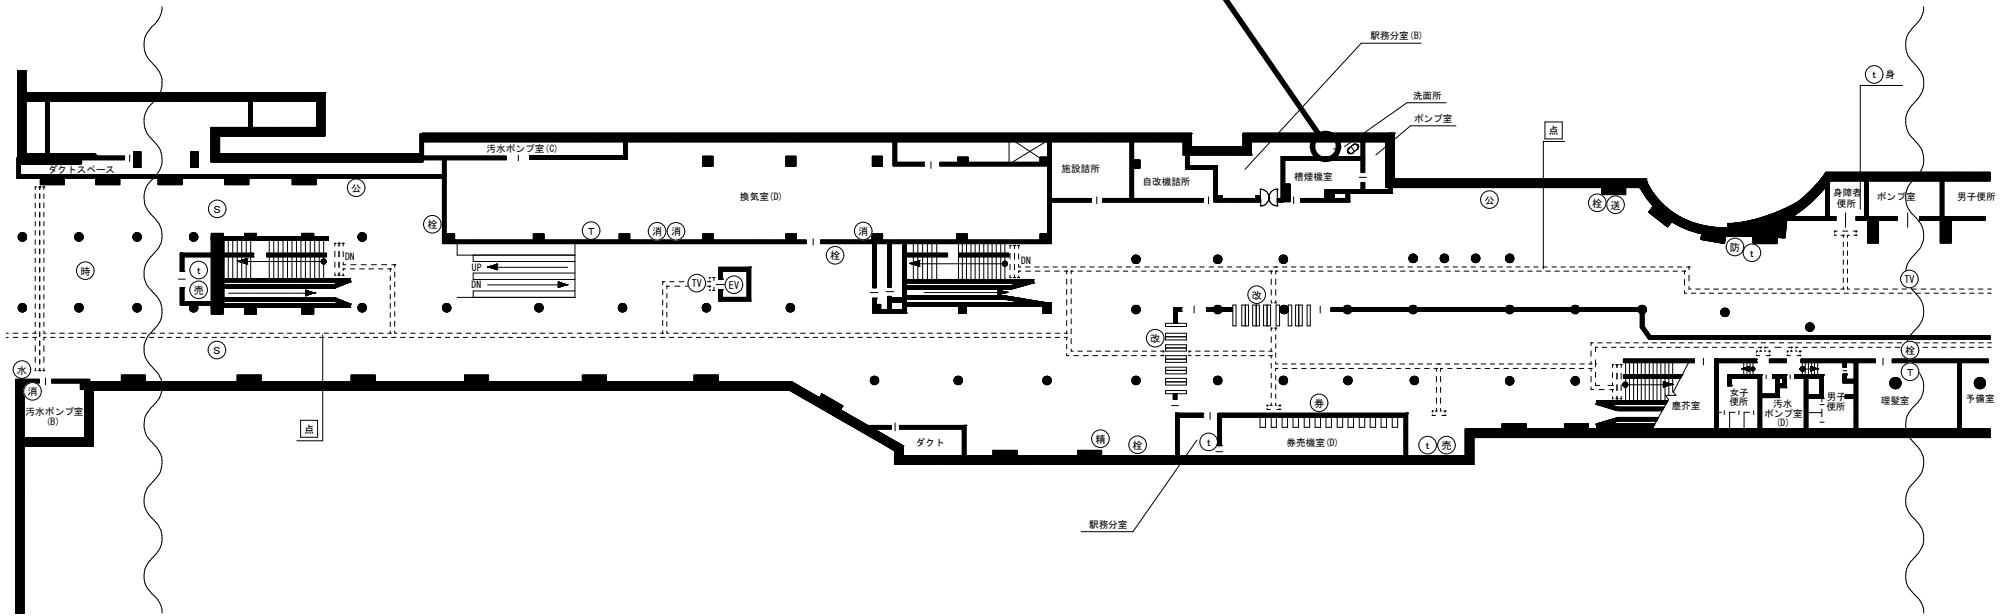 駅務分室(B)
洗面所
ポンプ室
t 身
点
汚水ポンプ室(C)
ダクトスペース
公
施設詰所
自改機詰所
槽煙機室
換気室(D)
身障者
便所
ポンプ室
男子便所
公
栓 送
S
栓
T
消 消
消
栓
防 t
時
t
売
DN
UP
DN
TV
EV
DN
TV
改
改
S
水
消
栓
T
汚水ポンプ室
(B)
点
ダクト
精
栓
t
券
券売機室(D)
t 売
塵芥室
女子
便所
汚水
ポンプ室
(D)
男子
便所
理髪室
予備室
駅務分室